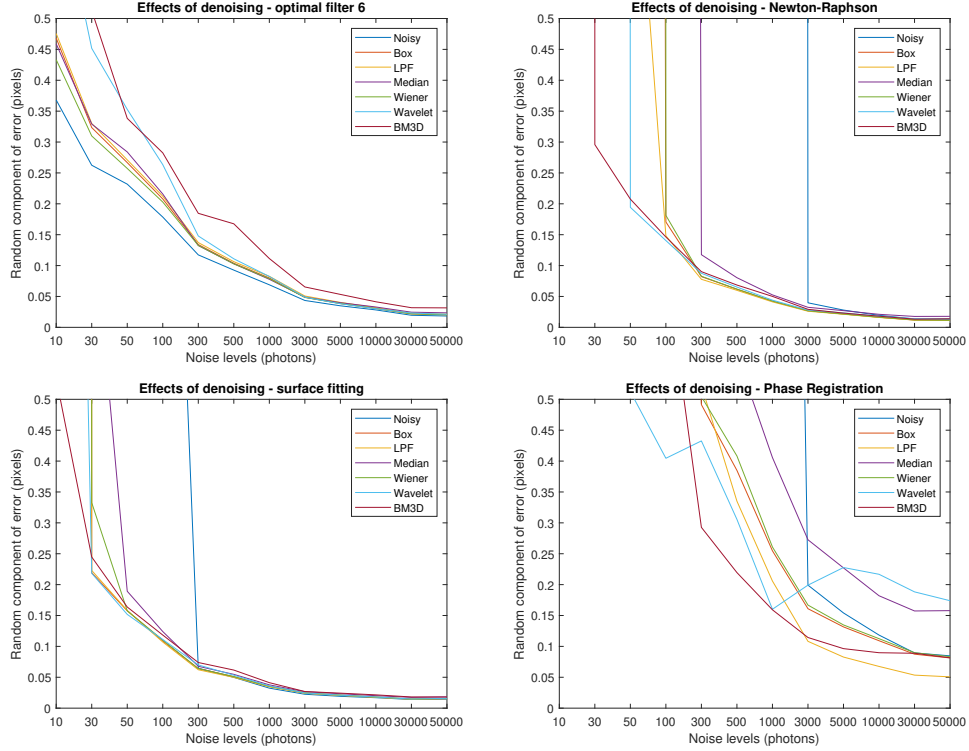 Effects of denoising - optimal filter 6
0.5
0.45
0.4
0.35
0.3
0.25
0.2
0.15
0.1
0.05
0
Random component of error (pixels)
10 30 50 100 300 500 1000 3000 5000 10000 30000 50000
Noise levels (photons)
Noisy
Box
LPF
Median
Wiener
Wavelet
BM3D
Effects of denoising - Newton-Raphson
0.5
0.45
0.4
0.35
0.3
0.25
0.2
0.15
0.1
0.05
0
Random component of error (pixels)
10 30 50 100 300 500 1000 3000 5000 10000 30000 50000
Noise levels (photons)
Noisy
Box
LPF
Median
Wiener
Wavelet
BM3D
Effects of denoising - surface fitting
0.5
0.45
0.4
0.35
0.3
0.25
0.2
0.15
0.1
0.05
0
Random component of error (pixels)
10 30 50 100 300 500 1000 3000 5000 10000 30000 50000
Noise levels (photons)
Noisy
Box
LPF
Median
Wiener
Wavelet
BM3D
Effects of denoising - Phase Registration
0.5
0.45
0.4
0.35
0.3
0.25
0.2
0.15
0.1
0.05
0
Random component of error (pixels)
10 30 50 100 300 500 1000 3000 5000 10000 30000 50000
Noise levels (photons)
Noisy
Box
LPF
Median
Wiener
Wavelet
BM3D